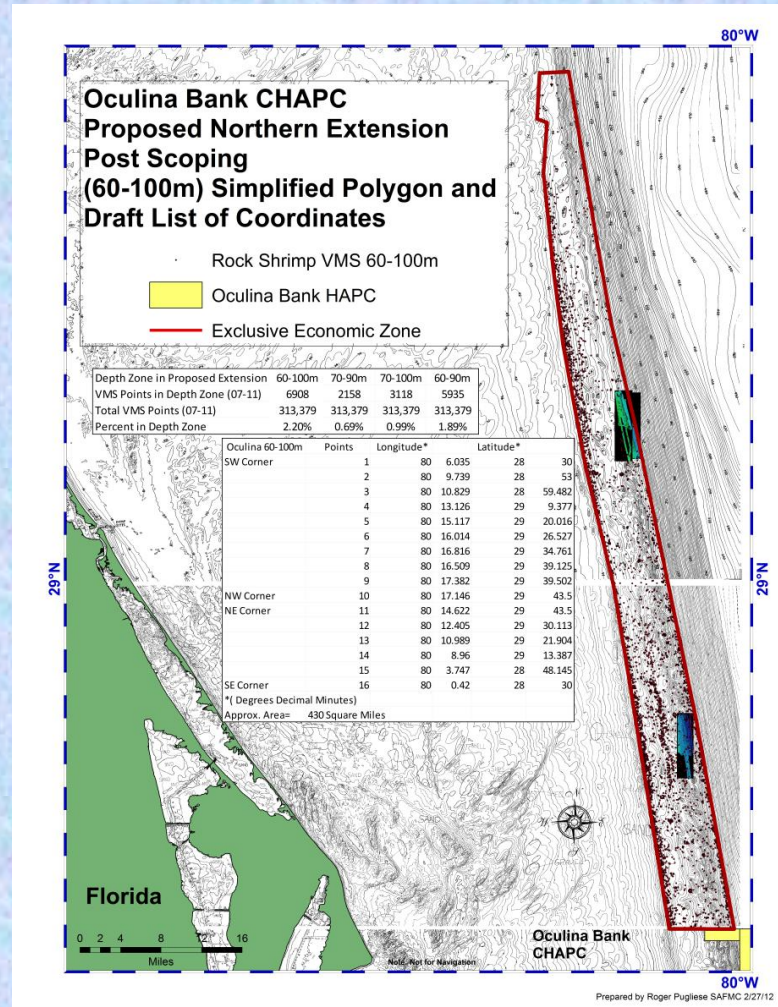 80°W
Oculina Bank CHAPC
Proposed Northern Extension
Post Scoping
(60-100m) Simplified Polygon and
Draft List of Coordinates
Rock Shrimp VMS 60-100m
Oculina Bank HAPC
Exclusive Economic Zone
Depth Zone in Proposed Extension 60-100m 70-90m 70-100m 60-90m
VMS Points in Depth Zone (07-11) 6908 2158 3118 5935
Total VMS Points (07-11) 313,379 313,379 313,379 313,379
Percent in Depth Zone 2.20% 0.69% 0.99% 1.89%
Oculina 60-100m Points Longitude* Latitude*
SW Corner 1 80 6.035 28 30
2 80 9.739 28 53
3 80 10.829 28 59.482
4 80 13.126 29 9.377
5 80 15.117 29 20.016
6 80 16.014 29 26.527
7 80 16.816 29 34.761
8 80 16.509 29 39.125
9 80 17.382 29 39.502
NW Corner 10 80 17.146 29 43.5
NE Corner 11 80 14.622 29 43.5
12 80 12.405 29 30.113
13 80 10.989 29 21.904
14 80 8.96 29 13.387
15 80 3.747 28 48.145
SE Corner 16 80 0.42 28 30
*( Degrees Decimal Minutes)
Approx. Area= 430 Square Miles
29°N
29°N
Florida
0 2 4 8 12 16
Miles
Note: Not for Navigation
Oculina Bank
CHAPC
80°W
Prepared by Roger Pugliese SAFMC 2/27/12